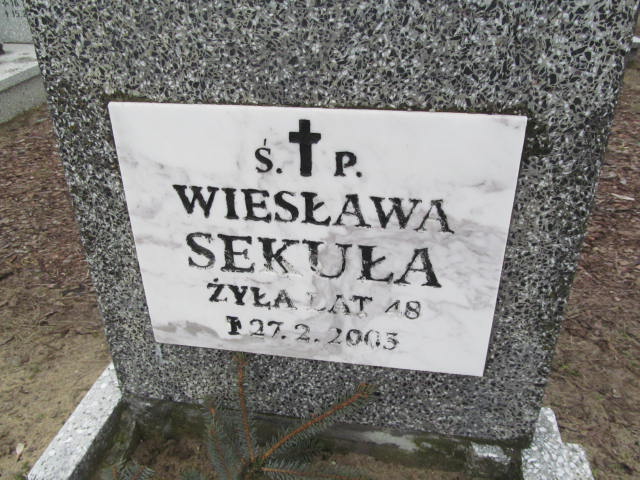 Ś. ✝ P.
WIESŁAWA
SEKUŁA
ŻYŁA LAT 48
✝ 27. 2. 2003